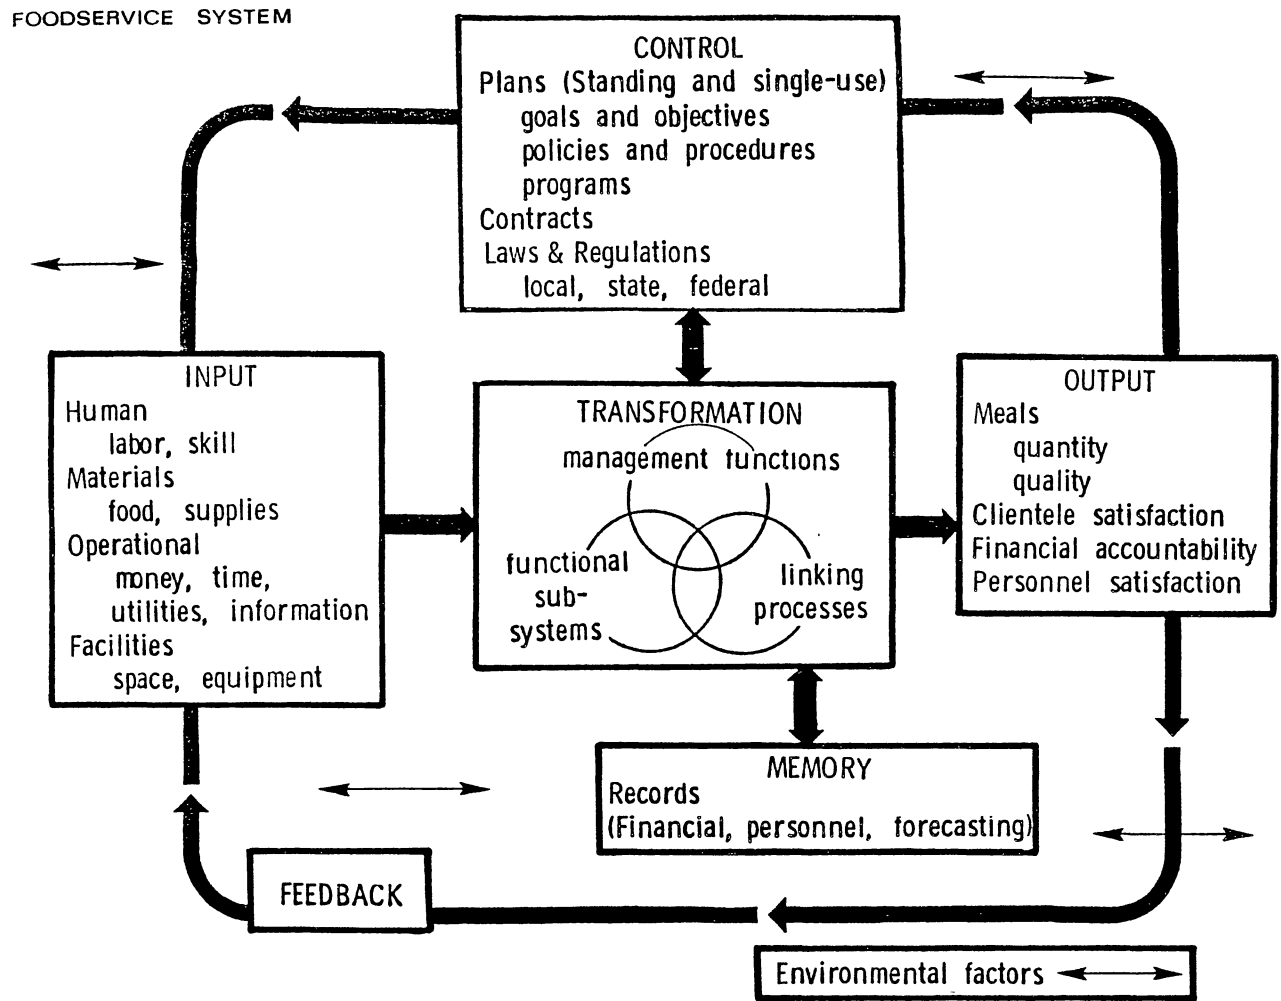 FOODSERVICE SYSTEM
CONTROL
Plans (Standing and single-use)
goals and objectives
policies and procedures
programs
Contracts
Laws & Regulations
local, state, federal
INPUT
Human
labor, skill
Materials
food, supplies
Operational
money, time,
utilities, information
Facilities
space, equipment
TRANSFORMATION
management functions
functional
sub-
systems
linking
processes
OUTPUT
Meals
quantity
quality
Clientele satisfaction
Financial accountability
Personnel satisfaction
MEMORY
Records
(Financial, personnel, forecasting)
FEEDBACK
Environmental factors